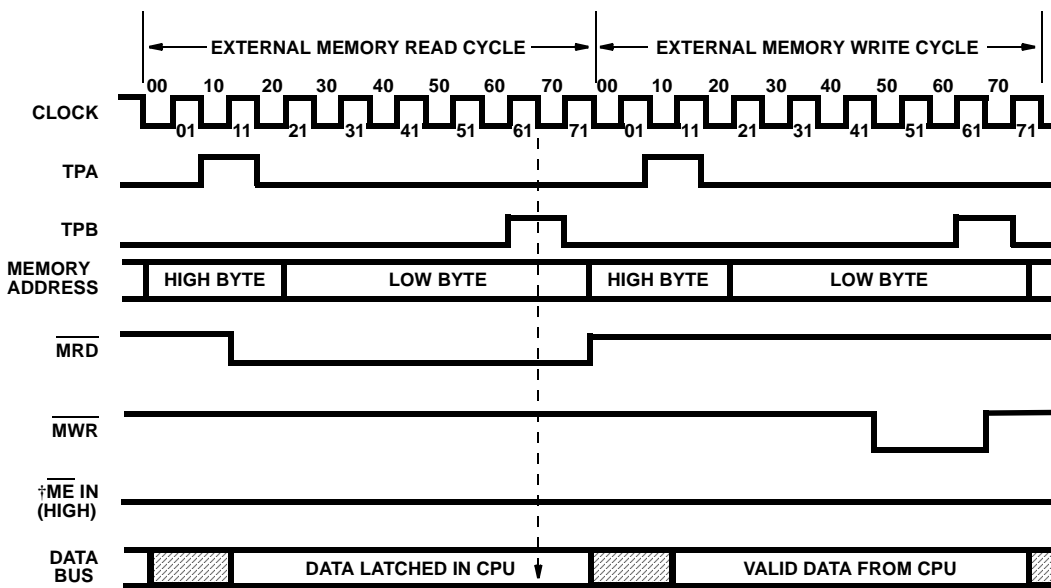 EXTERNAL MEMORY READ CYCLE EXTERNAL MEMORY WRITE CYCLE
00 10 20 30 40 50 60 70 00 10 20 30 40 50 60 70
CLOCK
01 11 21 31 41 51 61 71 01 11 21 31 41 51 61 71
TPA
TPB
MEMORY
ADDRESS
HIGH BYTE LOW BYTE HIGH BYTE LOW BYTE
MRD
MWR
†ME IN
(HIGH)
DATA
BUS
DATA LATCHED IN CPU VALID DATA FROM CPU